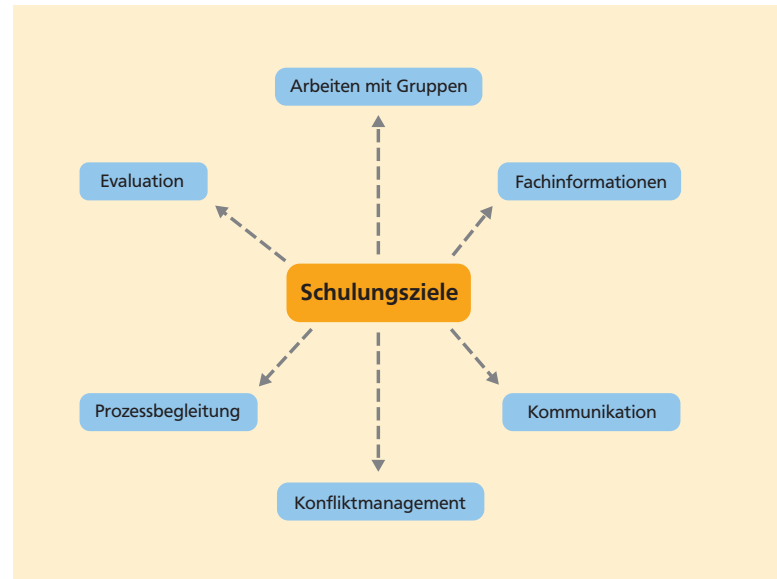 Arbeiten mit Gruppen
Evaluation
Fachinformationen
Schulungsziele
Prozessbegleitung
Kommunikation
Konfliktmanagement